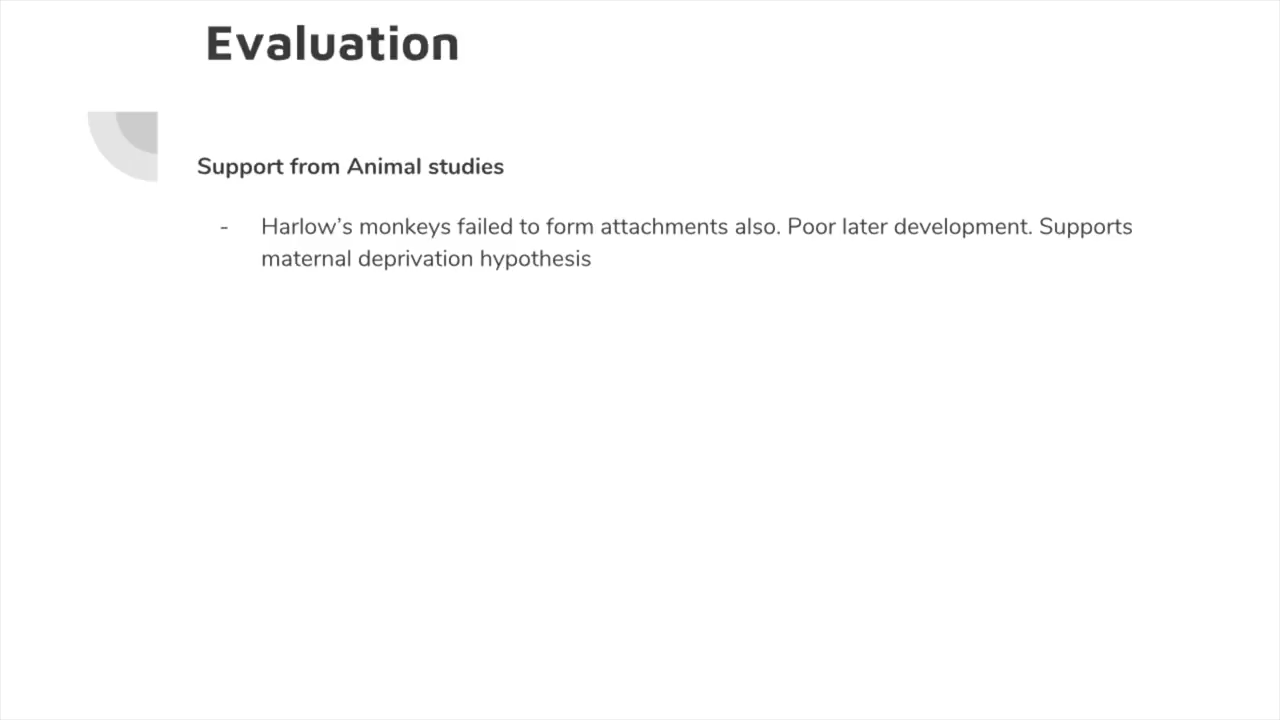 Evaluation
Support from Animal studies
- Harlow’s monkeys failed to form attachments also. Poor later development. Supports
maternal deprivation hypothesis